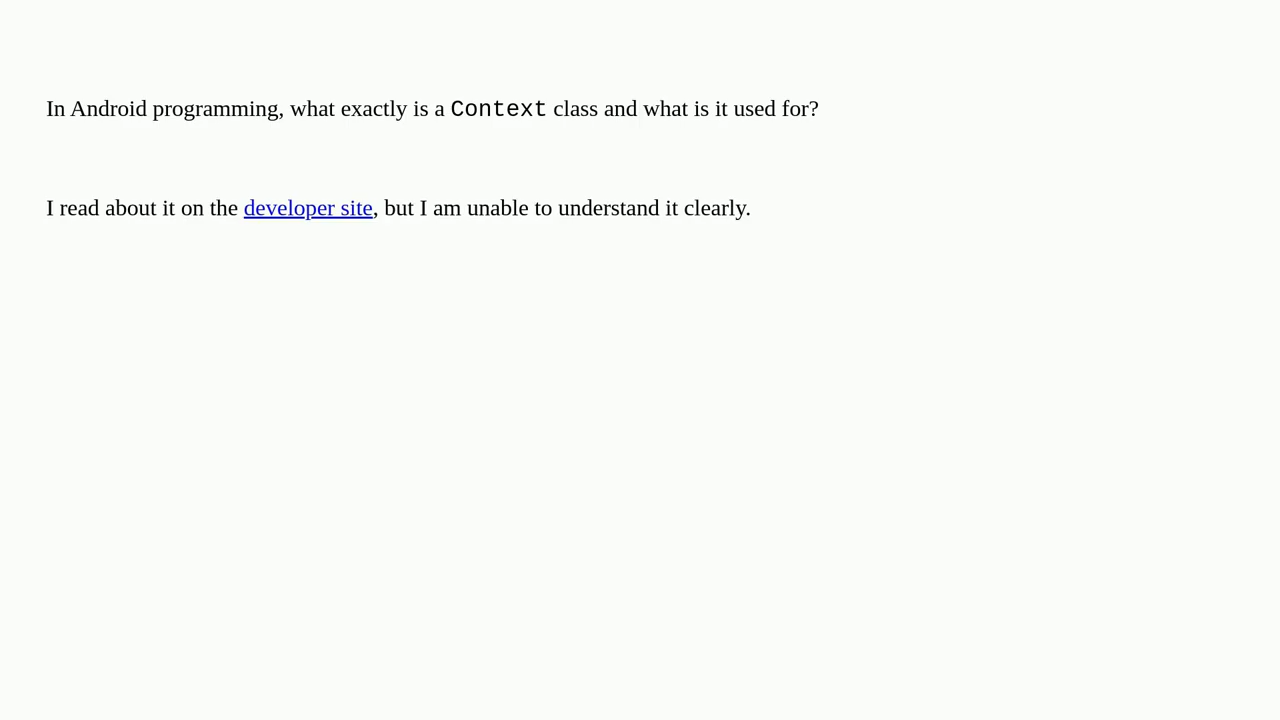 In Android programming, what exactly is a Context class and what is it used for?
I read about it on the developer site, but I am unable to understand it clearly.